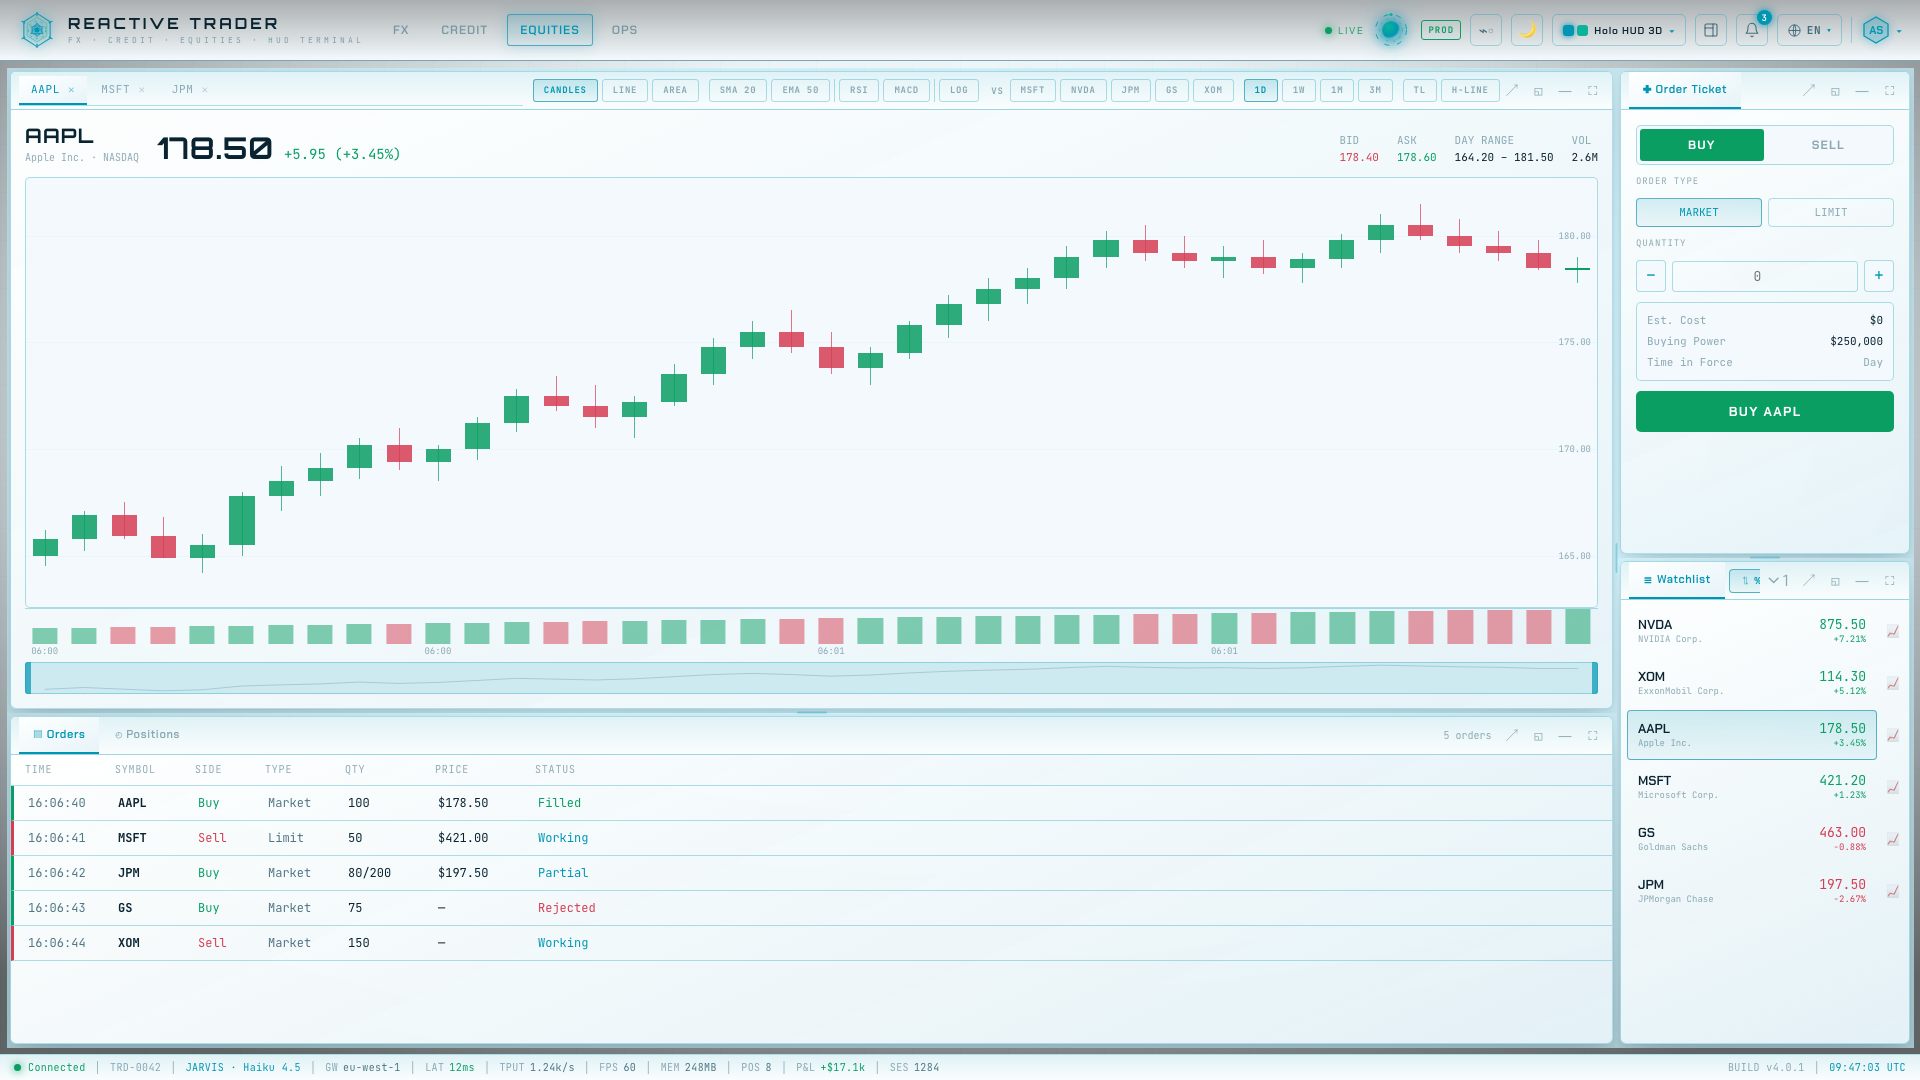 REACTIVE TRADER
FX · CREDIT · EQUITIES · HUD TERMINAL
FX
CREDIT
EQUITIES
OPS
LIVE
PROD
Holo HUD 3D
3
EN
AS
AAPL ×
MSFT ×
JPM ×
CANDLES
LINE
AREA
SMA 20
EMA 50
RSI
MACD
LOG
VS
MSFT
NVDA
JPM
GS
XOM
1D
1W
1M
3M
TL
H-LINE
AAPL
Apple Inc. · NASDAQ
178.50
+5.95 (+3.45%)
BID
178.40
ASK
178.60
DAY RANGE
164.20 – 181.50
VOL
2.6M
180.00
175.00
170.00
165.00
06:00
06:00
06:01
06:01
Orders
Positions
5 orders
TIME SYMBOL SIDE TYPE QTY PRICE STATUS
16:06:40 AAPL Buy Market 100 $178.50 Filled
16:06:41 MSFT Sell Limit 50 $421.00 Working
16:06:42 JPM Buy Market 80/200 $197.50 Partial
16:06:43 GS Buy Market 75 — Rejected
16:06:44 XOM Sell Market 150 — Working
Order Ticket
BUY
SELL
ORDER TYPE
MARKET
LIMIT
QUANTITY
− 0 +
Est. Cost $0
Buying Power $250,000
Time in Force Day
BUY AAPL
Watchlist
%
1
NVDA 875.50
NVIDIA Corp. +7.21%
XOM 114.30
ExxonMobil Corp. +5.12%
AAPL 178.50
Apple Inc. +3.45%
MSFT 421.20
Microsoft Corp. +1.23%
GS 463.00
Goldman Sachs -0.88%
JPM 197.50
JPMorgan Chase -2.67%
Connected
TRD-0042
JARVIS · Haiku 4.5
GW eu-west-1
LAT 12ms
TPUT 1.24k/s
FPS 60
MEM 248MB
POS 8
P&L +$17.1k
SES 1284
BUILD v4.0.1
09:47:03 UTC